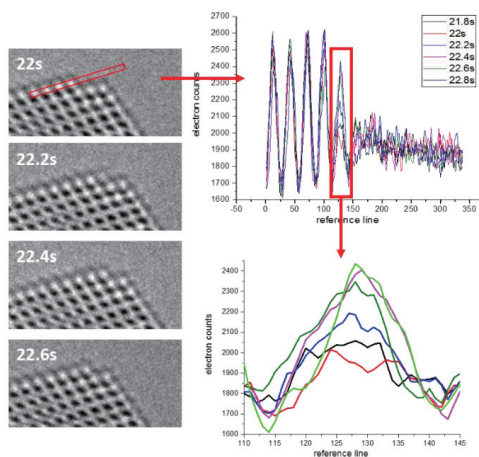 22s
22.2s
22.4s
22.6s
electron counts
2700
2600
2500
2400
2300
2200
2100
2000
1900
1800
1700
1600
-50 0 50 100 150 200 250 300 350
reference line
21.8s
22s
22.2s
22.4s
22.6s
22.8s
electron counts
2400
2300
2200
2100
2000
1900
1800
1700
1600
110 115 120 125 130 135 140 145
reference line